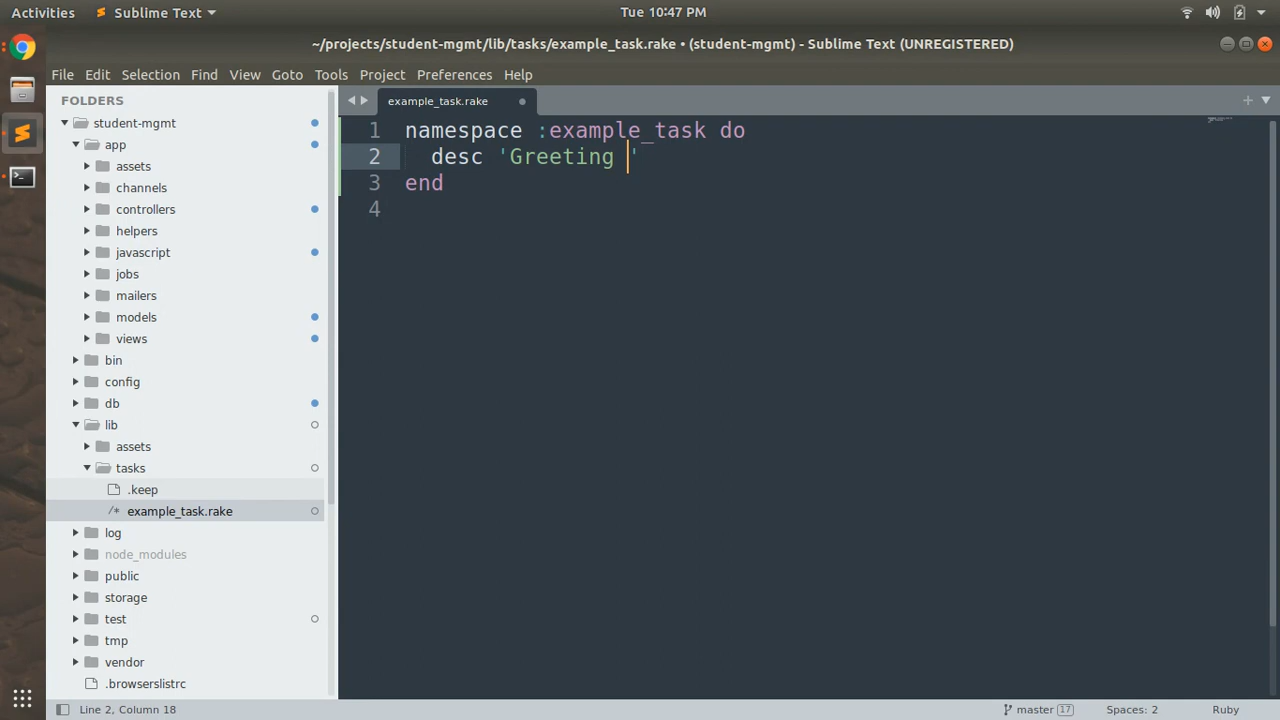 Activities Sublime Text Tue 10:47 PM
~/projects/student-mgmt/lib/tasks/example_task.rake • (student-mgmt) - Sublime Text (UNREGISTERED)
File Edit Selection Find View Goto Tools Project Preferences Help
FOLDERS
student-mgmt
app
assets
channels
controllers
helpers
javascript
jobs
mailers
models
views
bin
config
db
lib
assets
tasks
.keep
/* example_task.rake
log
node_modules
public
storage
test
tmp
vendor
.browserslistrc
example_task.rake
1 namespace :example_task do
2 desc 'Greeting '
3 end
4
Line 2, Column 18 master 17 Spaces: 2 Ruby